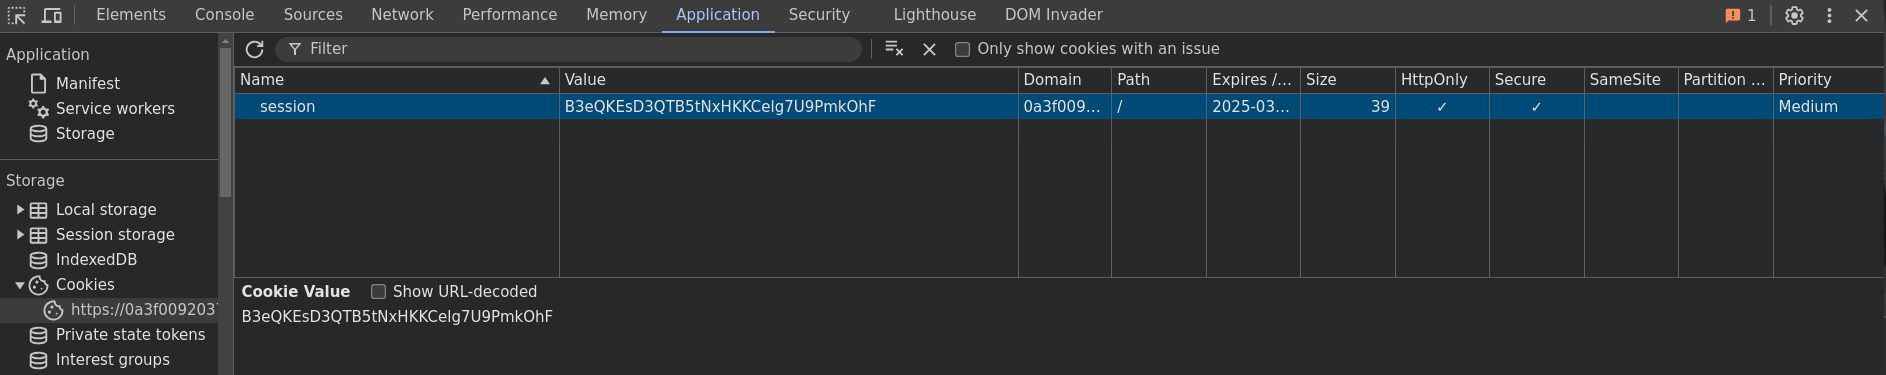 Elements Console Sources Network Performance Memory Application Security Lighthouse DOM Invader 1
Application
Manifest
Service workers
Storage
Storage
Local storage
Session storage
IndexedDB
Cookies
https://0a3f0092037
Private state tokens
Interest groups
Filter Only show cookies with an issue
Name Value Domain Path Expires /... Size HttpOnly Secure SameSite Partition ... Priority
session B3eQKEsD3QTB5tNxHKKCeIg7U9PmkOhF 0a3f009... / 2025-03... 39 ✓ ✓ Medium
Cookie Value Show URL-decoded
B3eQKEsD3QTB5tNxHKKCeIg7U9PmkOhF